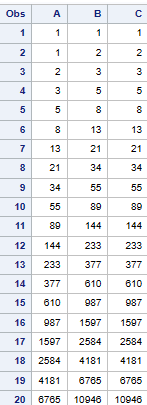 Obs A B C
1 1 1 1
2 1 2 2
3 2 3 3
4 3 5 5
5 5 8 8
6 8 13 13
7 13 21 21
8 21 34 34
9 34 55 55
10 55 89 89
11 89 144 144
12 144 233 233
13 233 377 377
14 377 610 610
15 610 987 987
16 987 1597 1597
17 1597 2584 2584
18 2584 4181 4181
19 4181 6765 6765
20 6765 10946 10946